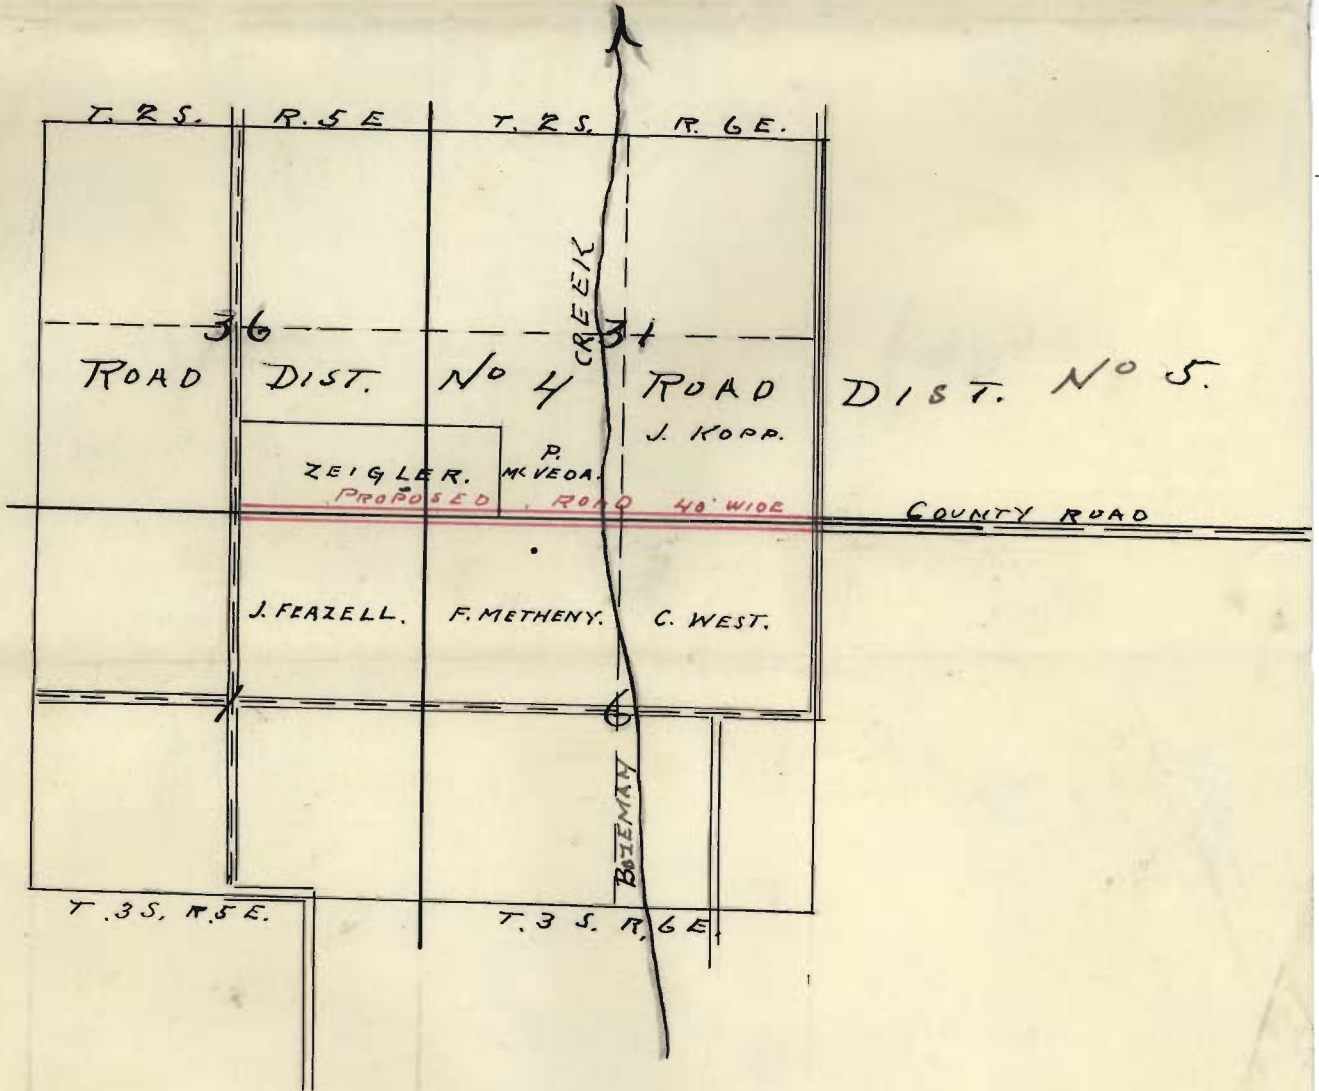 T. 2 S. R. 5 E T. 2 S. R. 6 E.
CREEK
36 31
ROAD DIST. No 4 ROAD DIST. No 5.
J. KOPP.
P.
ZEIGLER. McVEDA.
PROPOSED ROAD 40' WIDE
COUNTY ROAD
J. FEAZELL. F. METHENY. C. WEST.
1 6
BOZEMAN
T. 3 S. R. 5 E. T. 3 S. R. 6 E.